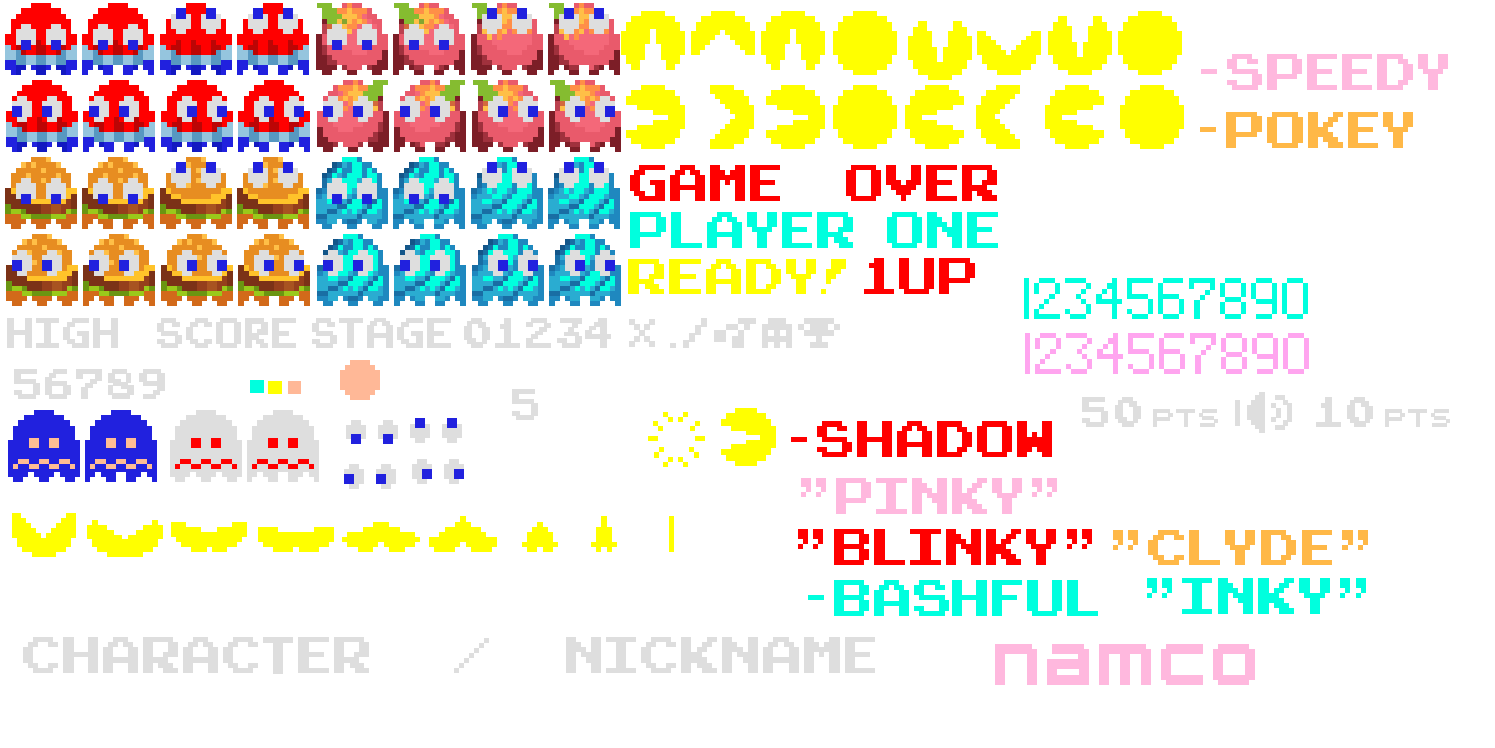 -SPEEDY
-POKEY
GAME OVER
PLAYER ONE
READY! 1UP
1234567890
HIGH SCORE STAGE 01234 X ./
1234567890
56789
5
50 PTS 10 PTS
-SHADOW
"PINKY"
"BLINKY" "CLYDE"
-BASHFUL "INKY"
CHARACTER / NICKNAME
namco